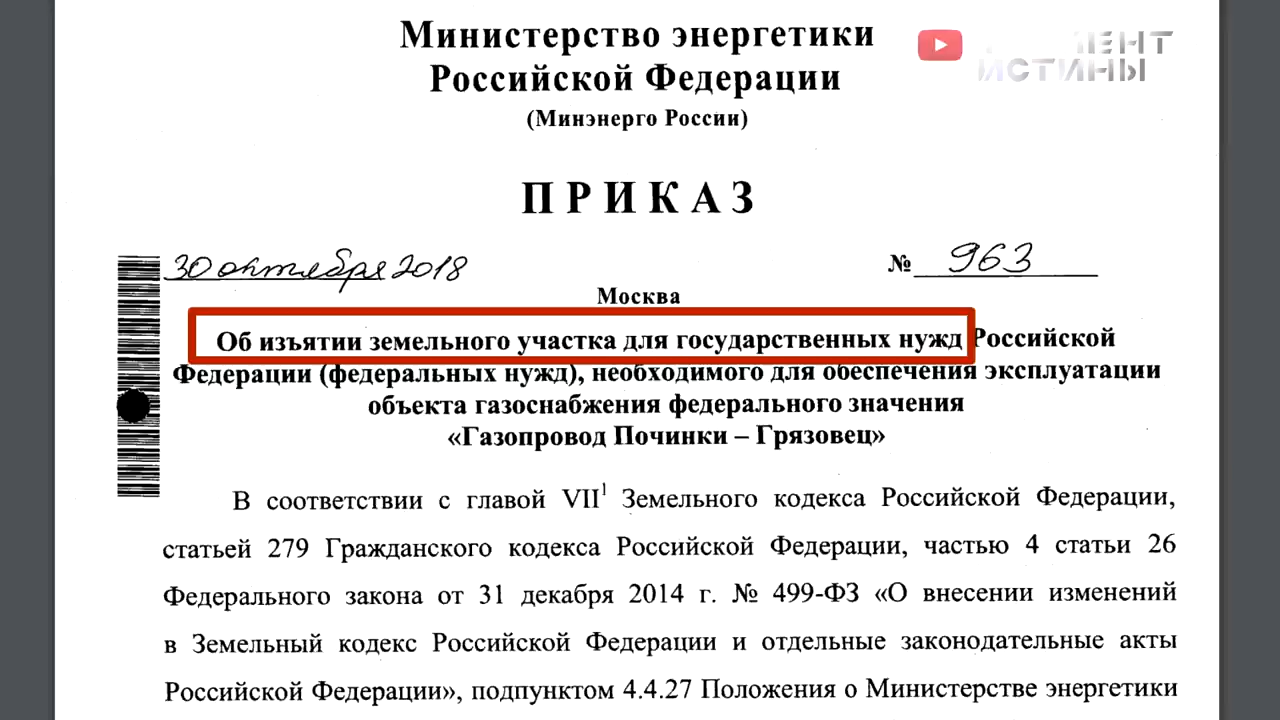 Министерство энергетики
Российской Федерации
(Минэнерго России)
ИСТИНЫ
ПРИКАЗ
30 октября 2018
№ 963
Москва
Об изъятии земельного участка для государственных нужд Российской
Федерации (федеральных нужд), необходимого для обеспечения эксплуатации
объекта газоснабжения федерального значения
«Газопровод Починки – Грязовец»
В соответствии с главой VII¹ Земельного кодекса Российской Федерации,
статьей 279 Гражданского кодекса Российской Федерации, частью 4 статьи 26
Федерального закона от 31 декабря 2014 г. № 499-ФЗ «О внесении изменений
в Земельный кодекс Российской Федерации и отдельные законодательные акты
Российской Федерации», подпунктом 4.4.27 Положения о Министерстве энергетики